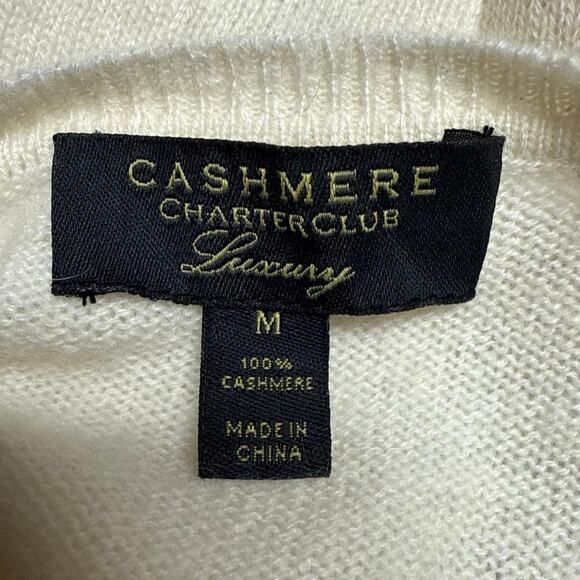 CASHMERE
CHARTER CLUB
Luxury
M
100%
CASHMERE
MADE IN
CHINA